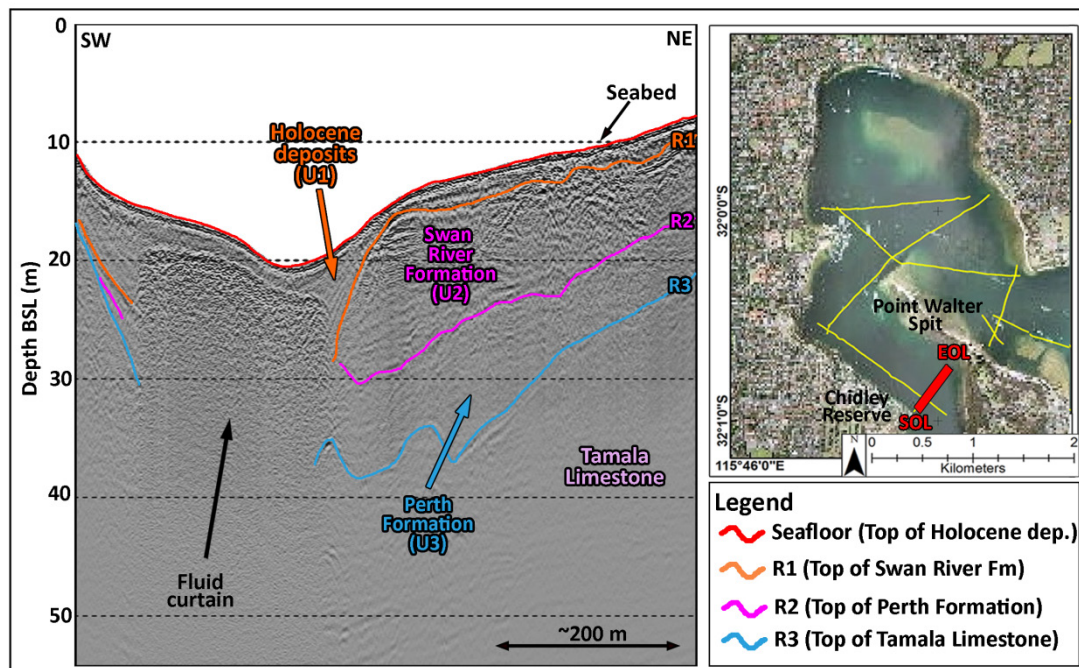 0
SW
NE
Seabed
10
Holocene
deposits
(U1)
R1
Swan
River
Formation
(U2)
R2
20
R3
Depth BSL (m)
30
Tamala
Limestone
40
Perth
Formation
(U3)
Fluid
curtain
50
~200 m
32°0'0"S
Point Walter
Spit
EOL
Chidley
Reserve
SOL
32°1'0"S
115°46'0"E
N
0
0.5
1
2
Kilometers
Legend
Seafloor (Top of Holocene dep.)
R1 (Top of Swan River Fm)
R2 (Top of Perth Formation)
R3 (Top of Tamala Limestone)